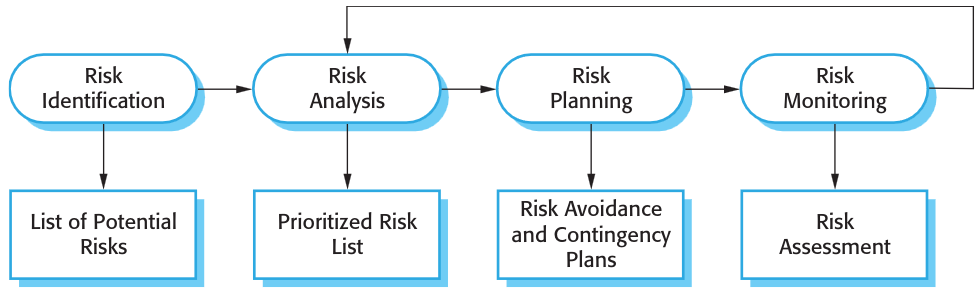 Risk
Identification
Risk
Analysis
Risk
Planning
Risk
Monitoring
List of Potential
Risks
Prioritized Risk
List
Risk Avoidance
and Contingency
Plans
Risk
Assessment